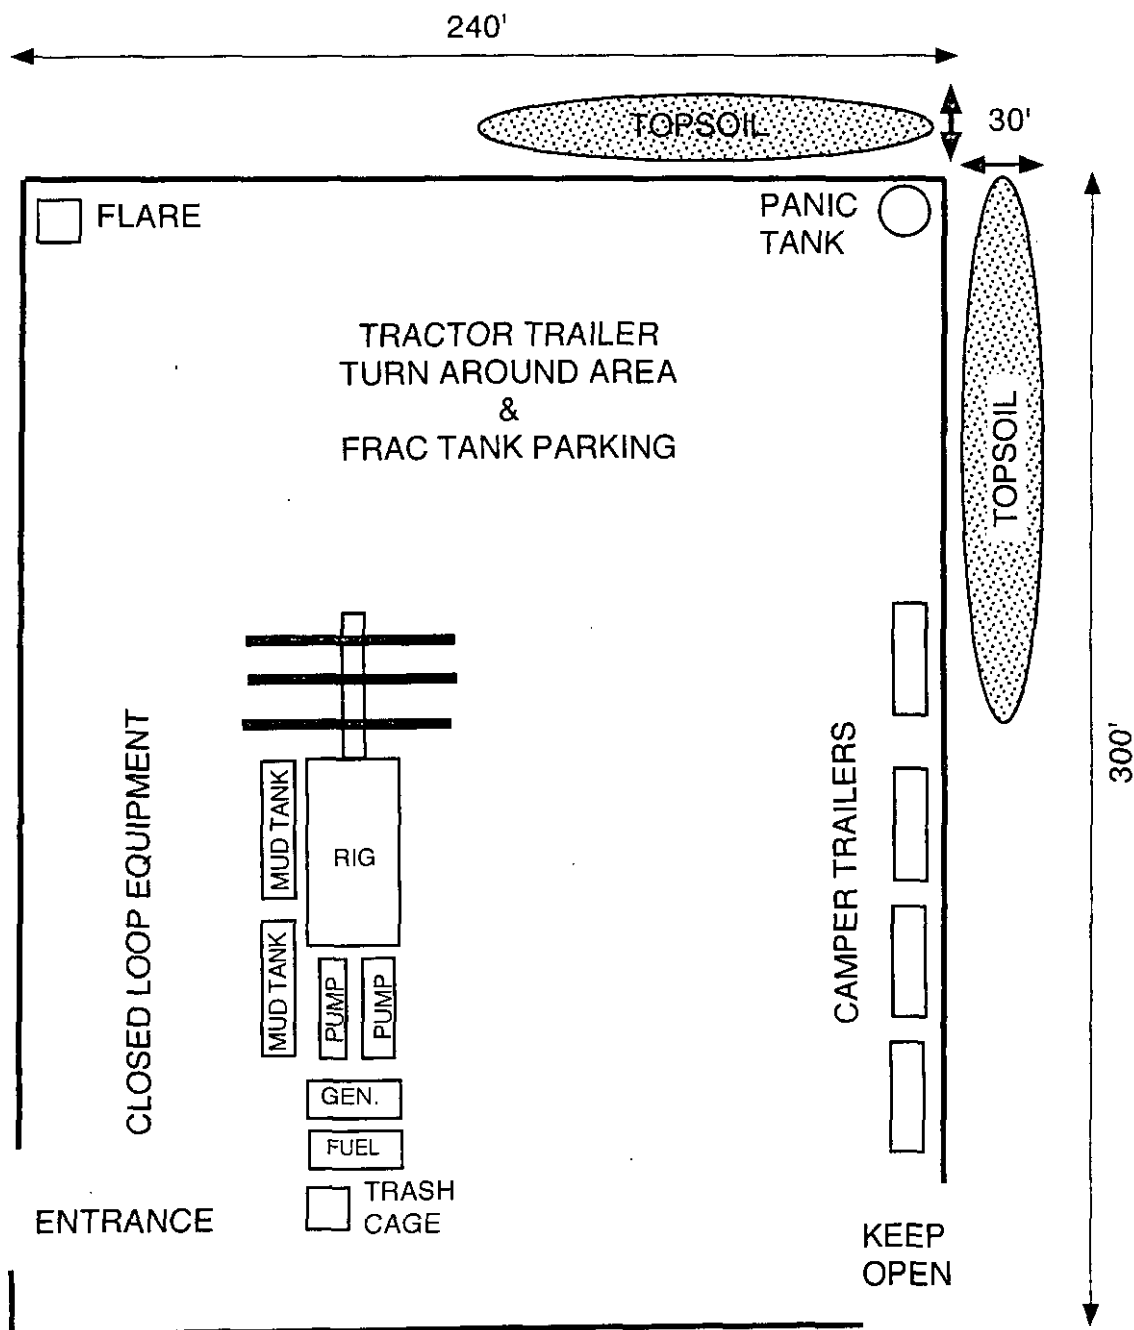 240'
TOPSOIL
30'
FLARE
PANIC
TANK
TRACTOR TRAILER
TURN AROUND AREA
&
FRAC TANK PARKING
TOPSOIL
300'
CLOSED LOOP EQUIPMENT
MUD TANK
RIG
CAMPER TRAILERS
MUD TANK
PUMP
PUMP
GEN.
FUEL
TRASH
CAGE
ENTRANCE
KEEP
OPEN